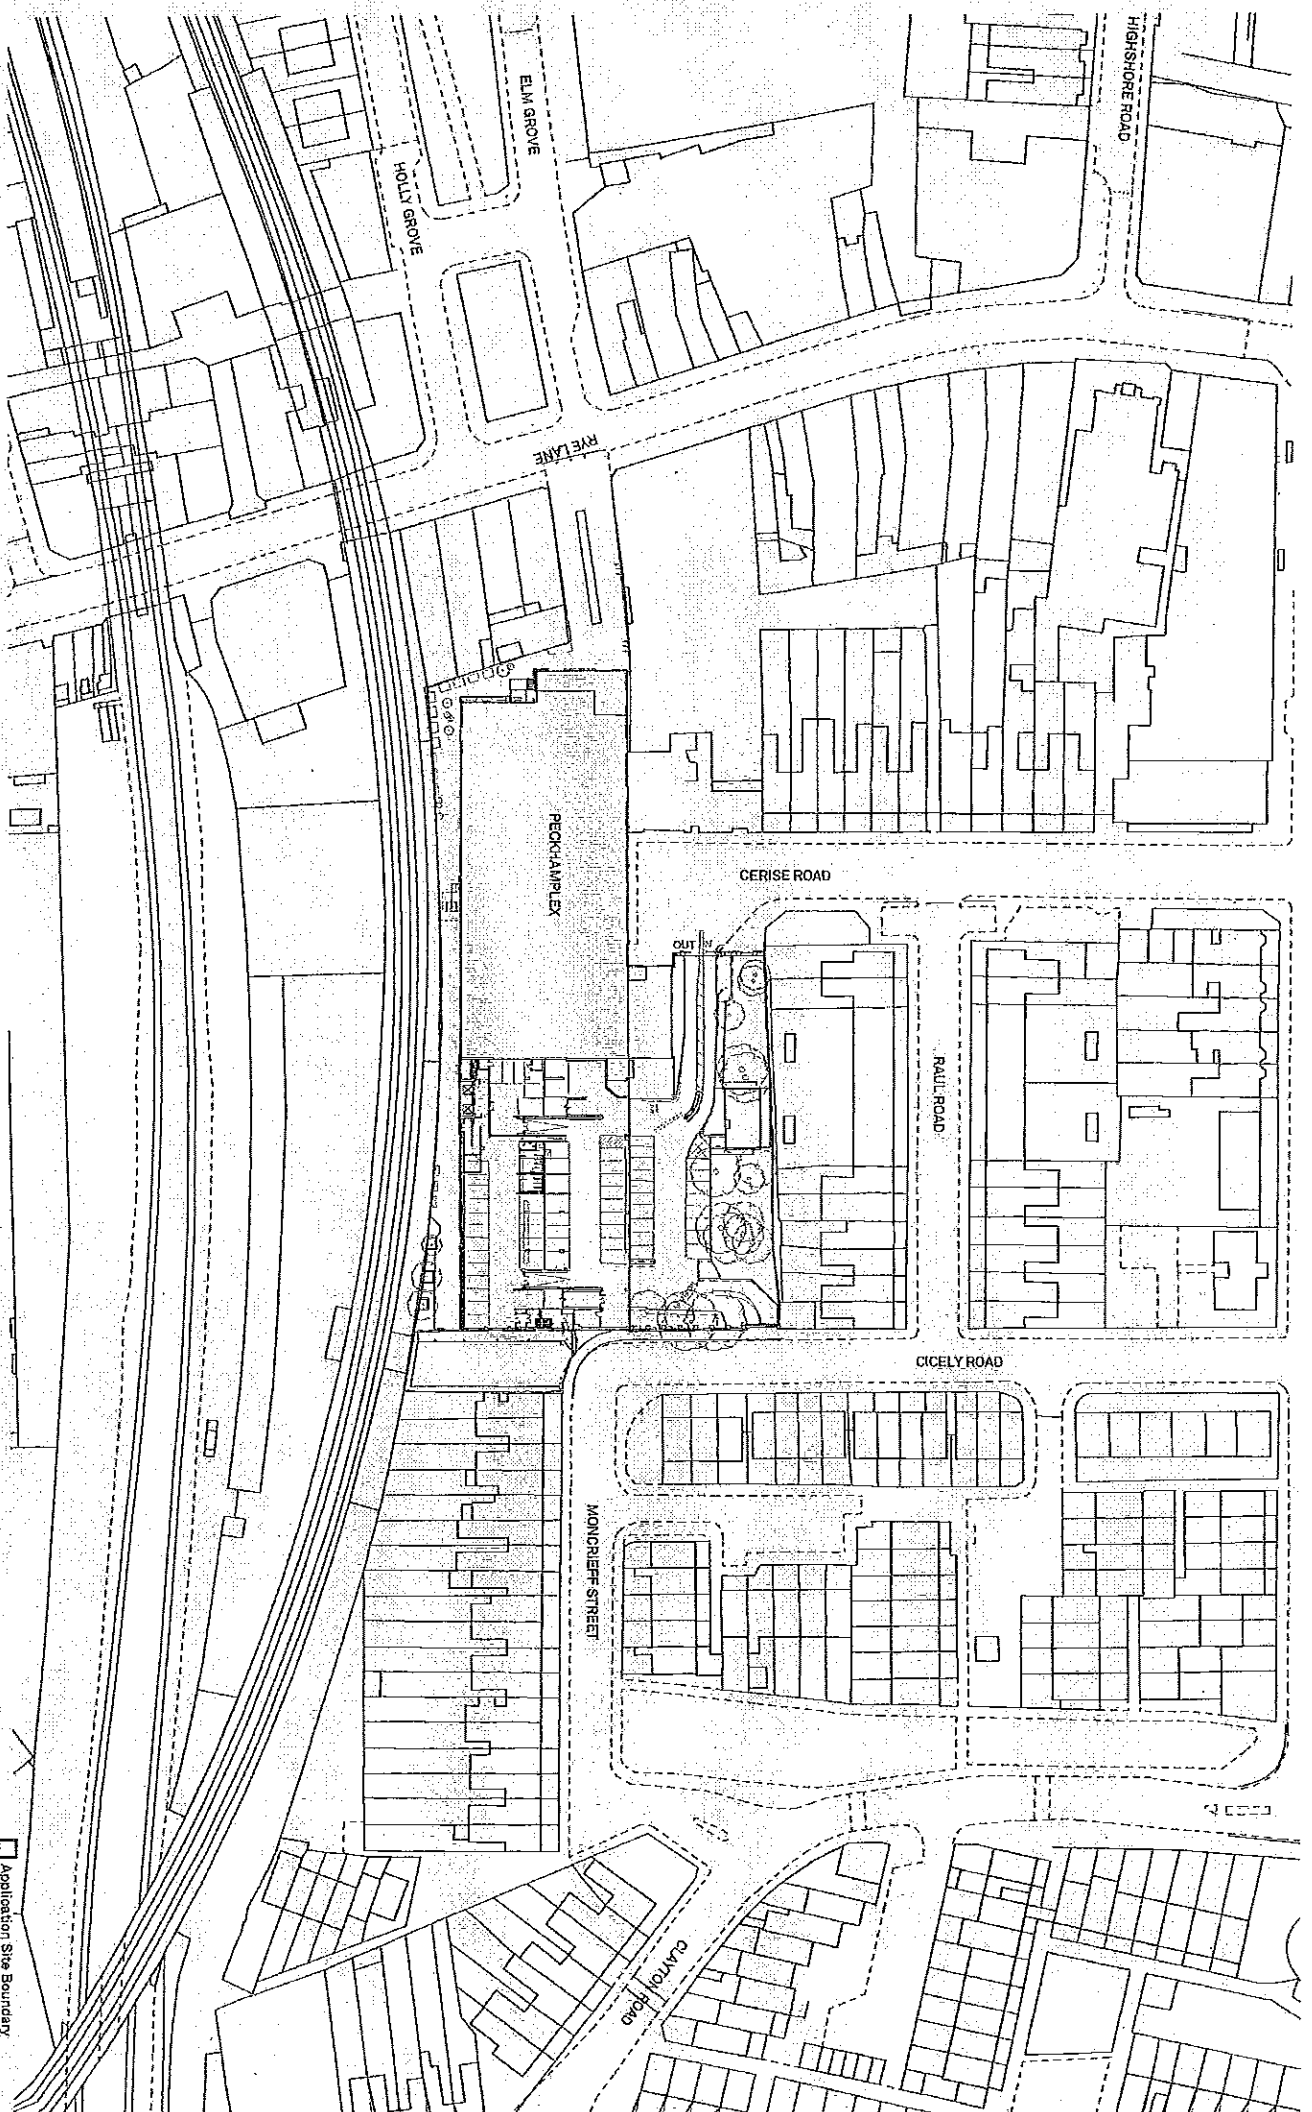 HIGHSHORE ROAD
ELM GROVE
HOLLY GROVE
RYE LANE
PECKHAMPLEX
CERISE ROAD
OUT
RAUL ROAD
CICELY ROAD
MONCRIEFF STREET
CLAYTON ROAD
Application Site Boundary